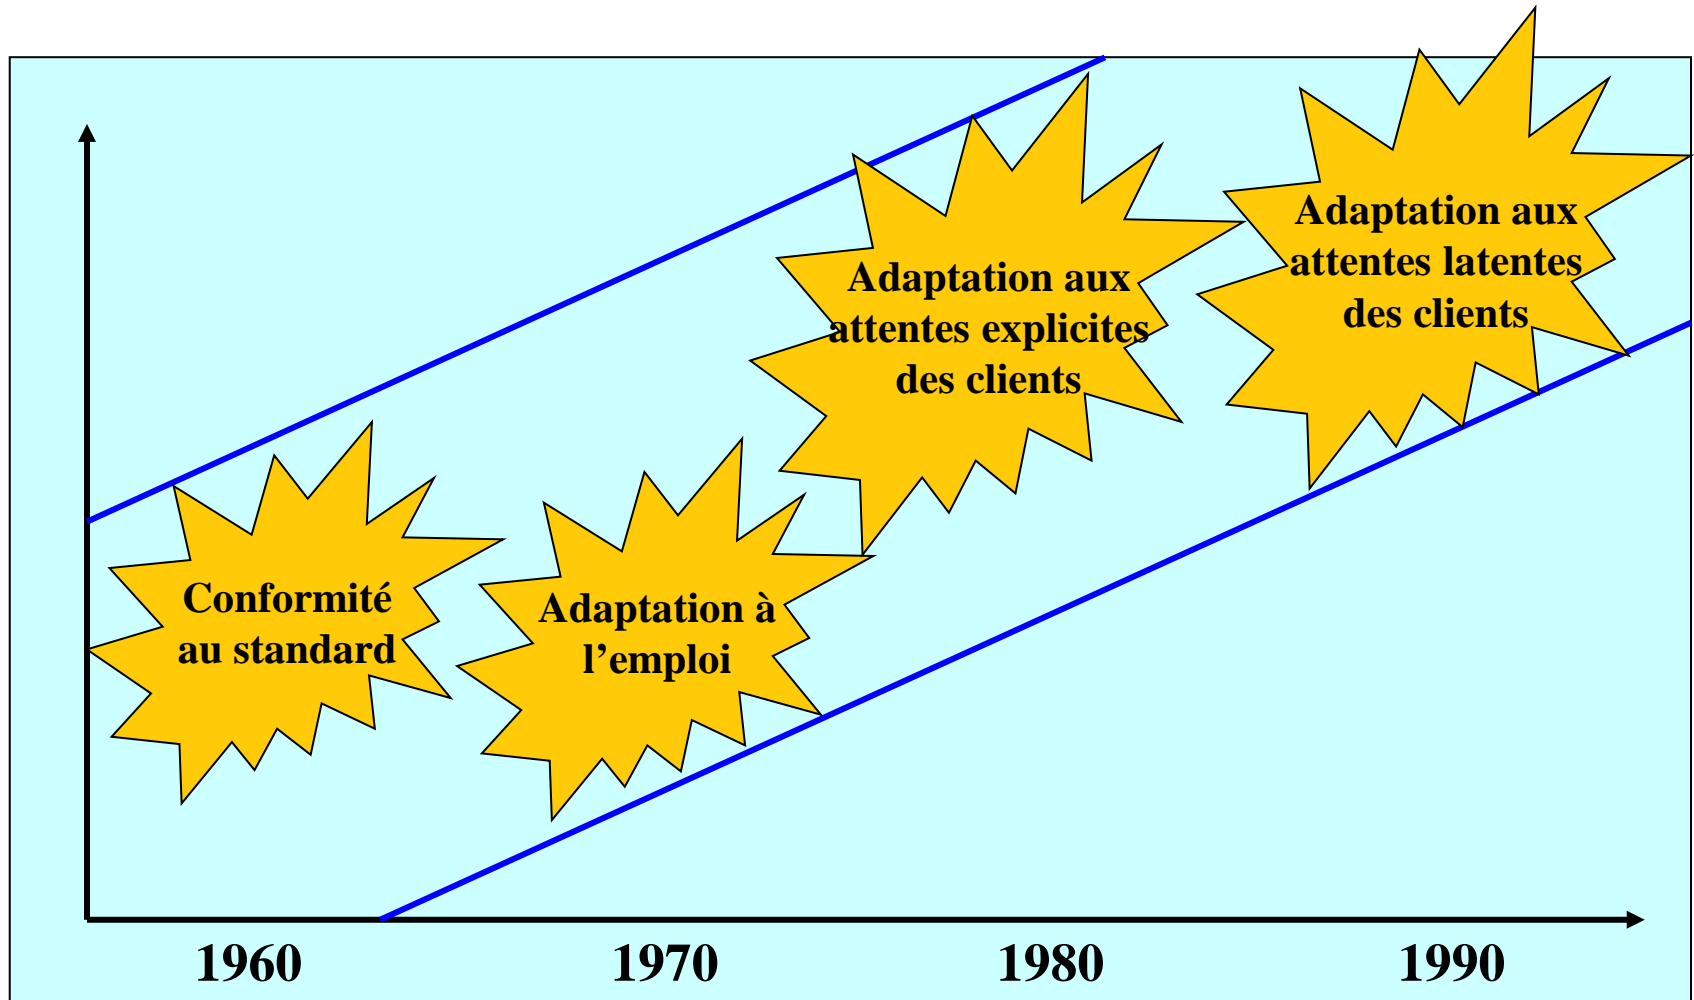 Conformité
au standard
Adaptation à
l’emploi
Adaptation aux
attentes explicites
des clients
Adaptation aux
attentes latentes
des clients
1960
1970
1980
1990